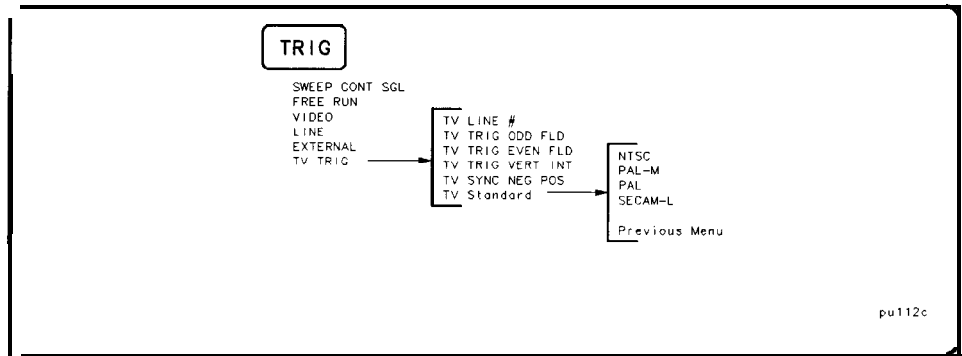 TRIG
SWEEP CONT SGL
FREE RUN
VIDEO
LINE
EXTERNAL
TV TRIG
TV LINE #
TV TRIG ODD FLD
TV TRIG EVEN FLD
TV TRIG VERT INT
TV SYNC NEG POS
TV Standard
NTSC
PAL-M
PAL
SECAM-L
Previous Menu
pu112c